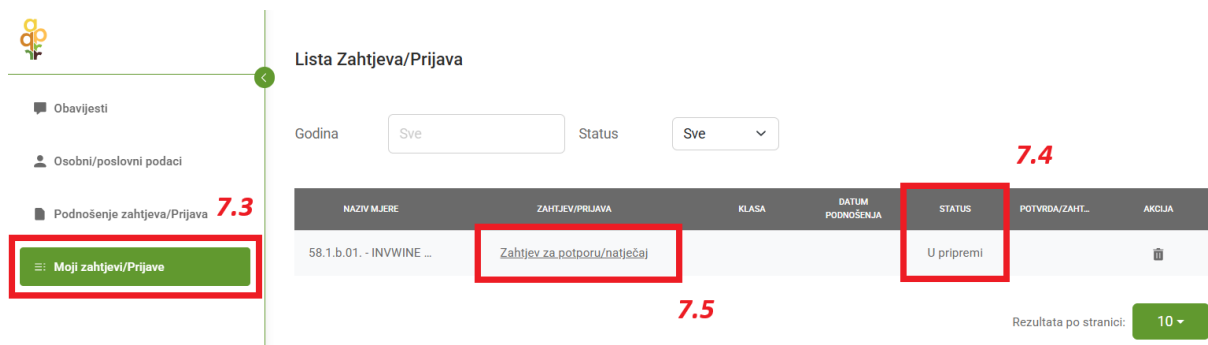 Lista Zahtjeva/Prijava
Obavijesti
Osobni/poslovni podaci
Podnošenje zahtjeva/Prijava
7.3
Moji zahtjevi/Prijave
Godina Sve Status Sve
7.4
NAZIV MJERE ZAHTJEV/PRIJAVA KLASA DATUM PODNOŠENJA STATUS POTVRDA/ZAHT... AKCIJA
58.1.b.01. - INVWINE ... Zahtjev za potporu/natječaj U pripremi
7.5
Rezultata po stranici: 10